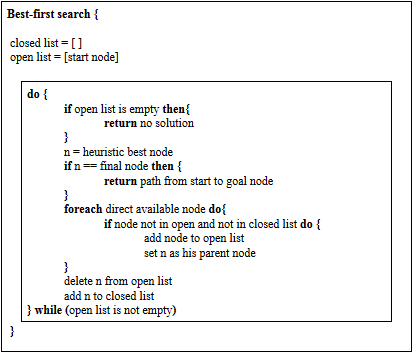 Best-first search {
closed list = [ ]
open list = [start node]
do {
if open list is empty then{
return no solution
}
n = heuristic best node
if n == final node then {
return path from start to goal node
}
foreach direct available node do{
if node not in open and not in closed list do {
add node to open list
set n as his parent node
}
delete n from open list
add n to closed list
} while (open list is not empty)
}